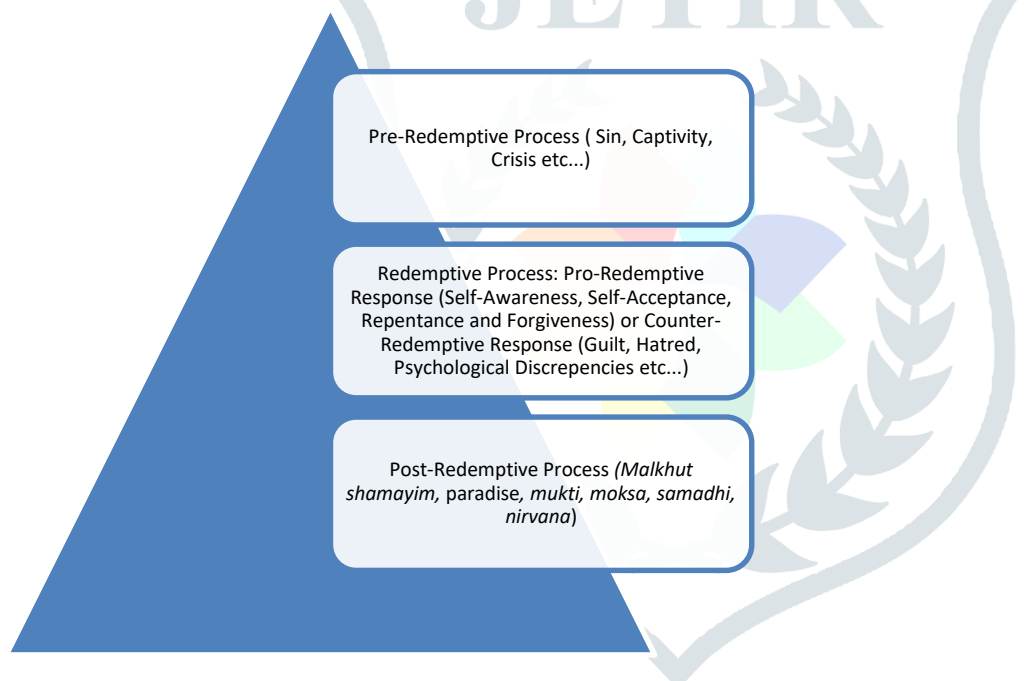 JETIR
Pre-Redemptive Process ( Sin, Captivity,
Crisis etc...)
Redemptive Process: Pro-Redemptive
Response (Self-Awareness, Self-Acceptance,
Repentance and Forgiveness) or Counter-
Redemptive Response (Guilt, Hatred,
Psychological Discrepencies etc...)
Post-Redemptive Process (Malkhut
shamayim, paradise, mukti, moksa, samadhi,
nirvana)